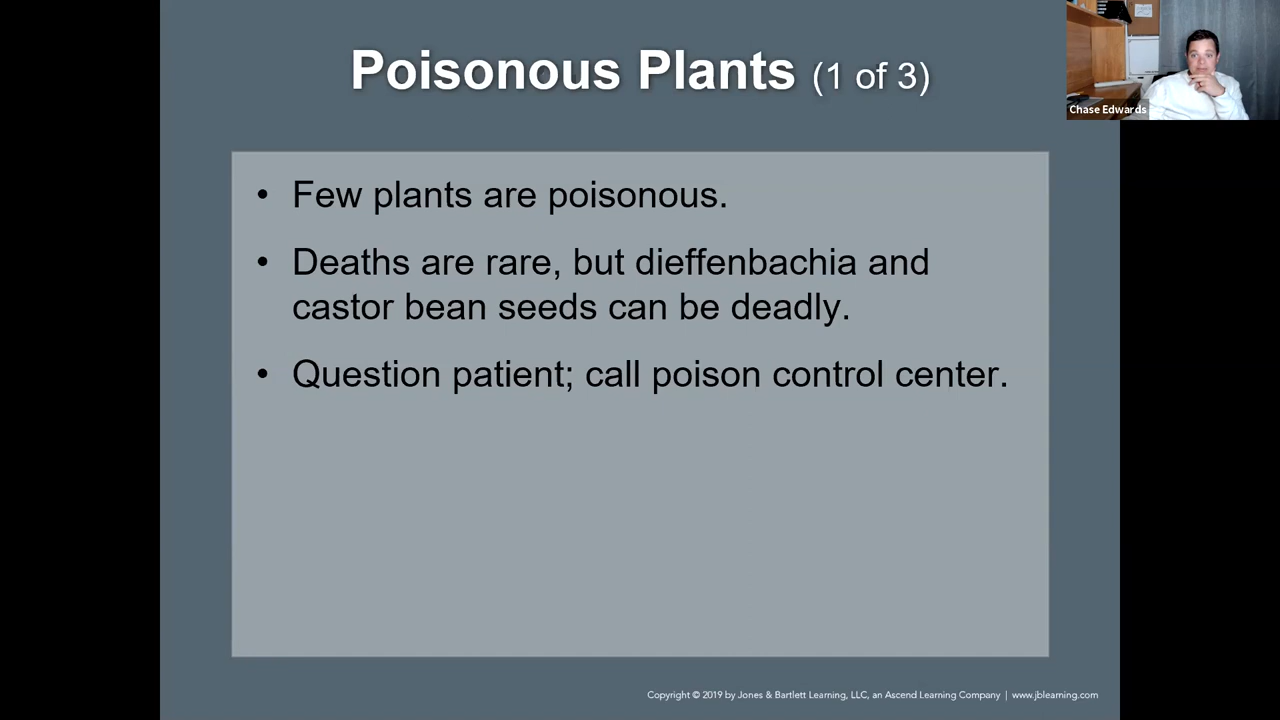 Poisonous Plants (1 of 3)
Chase Edwards
• Few plants are poisonous.
• Deaths are rare, but dieffenbachia and
castor bean seeds can be deadly.
• Question patient; call poison control center.
Copyright © 2019 by Jones & Bartlett Learning, LLC, an Ascend Learning Company | www.jblearning.com